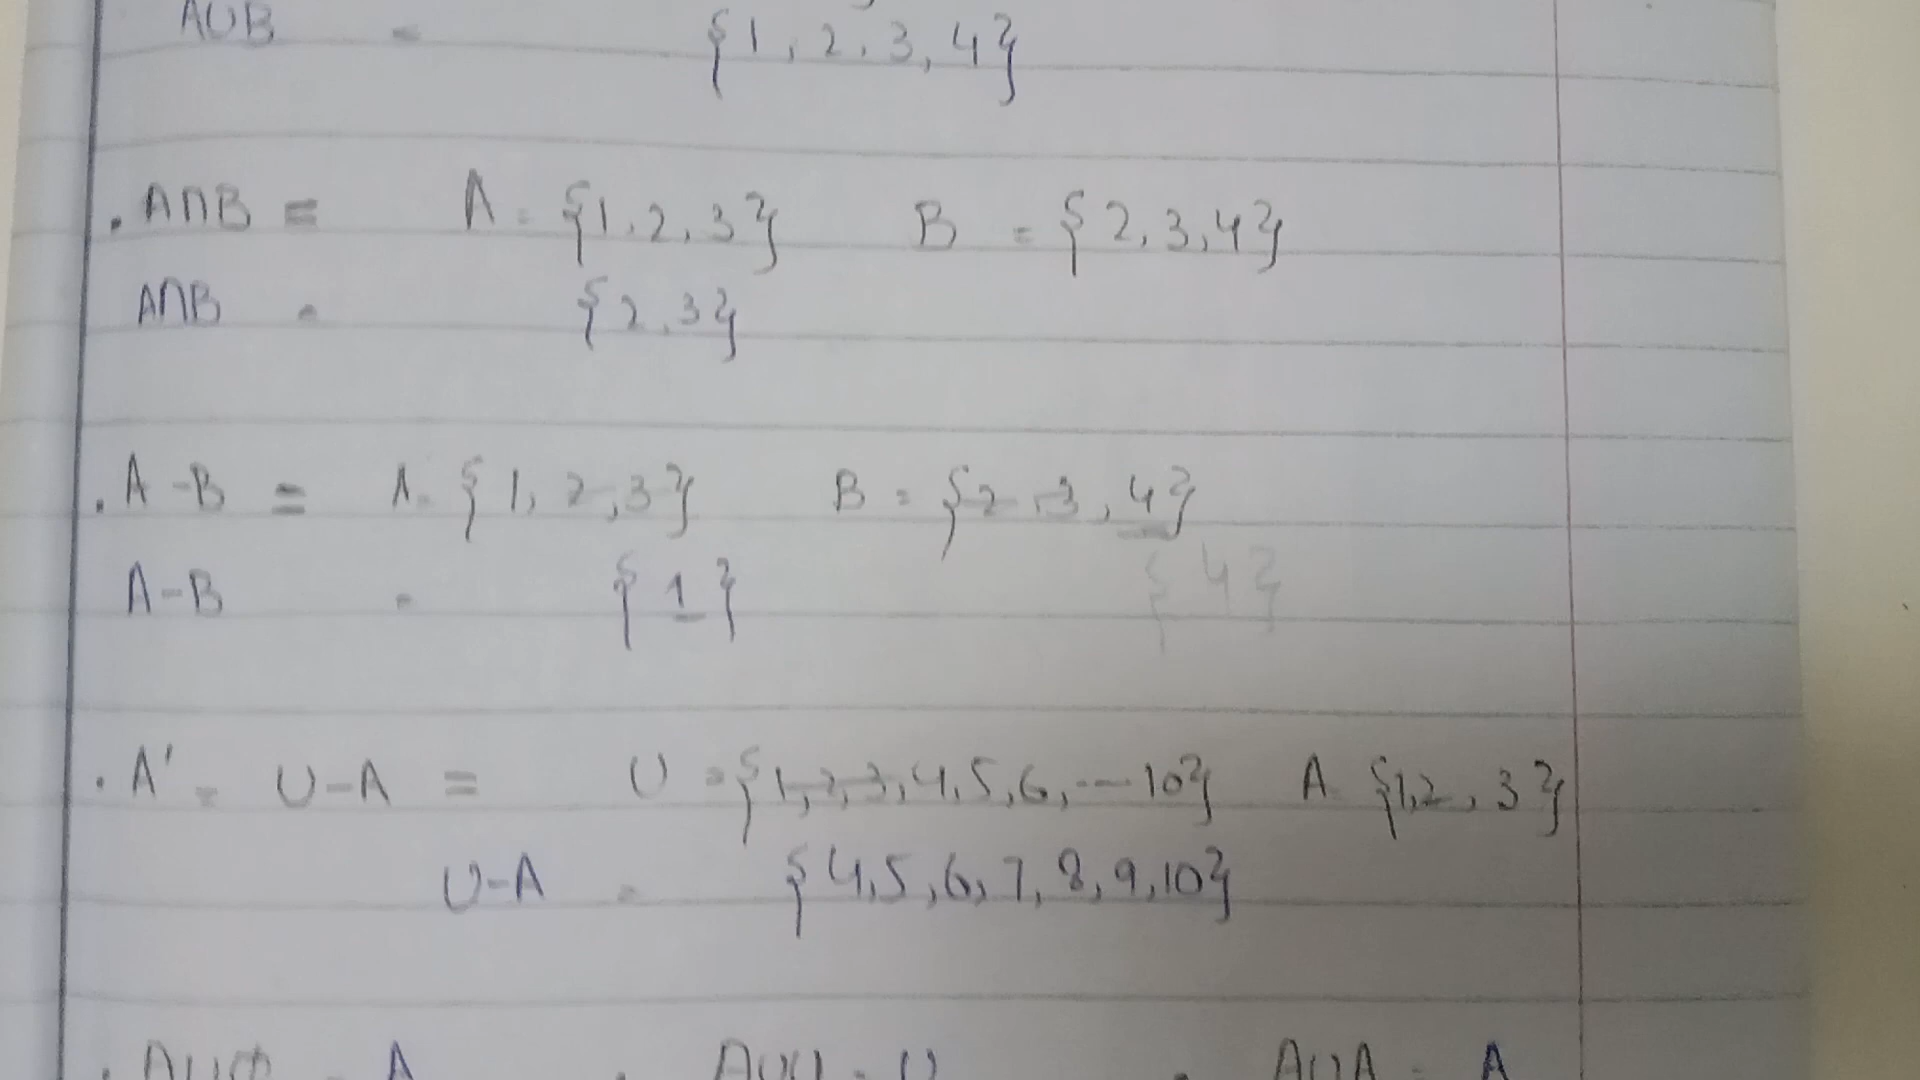 A∪B = {1, 2, 3, 4}
. A∩B = A = {1, 2, 3} B = {2, 3, 4}
A∩B = {2, 3}
. A - B = A = {1, 2, 3} B = {2, 3, 4}
A - B = {1} {4}
. A' = U - A = U = {1, 2, 3, 4, 5, 6, --- 10} A = {1, 2, 3}
U - A = {4, 5, 6, 7, 8, 9, 10}
. A∪Φ = A . A∪U = U . A∪A = A